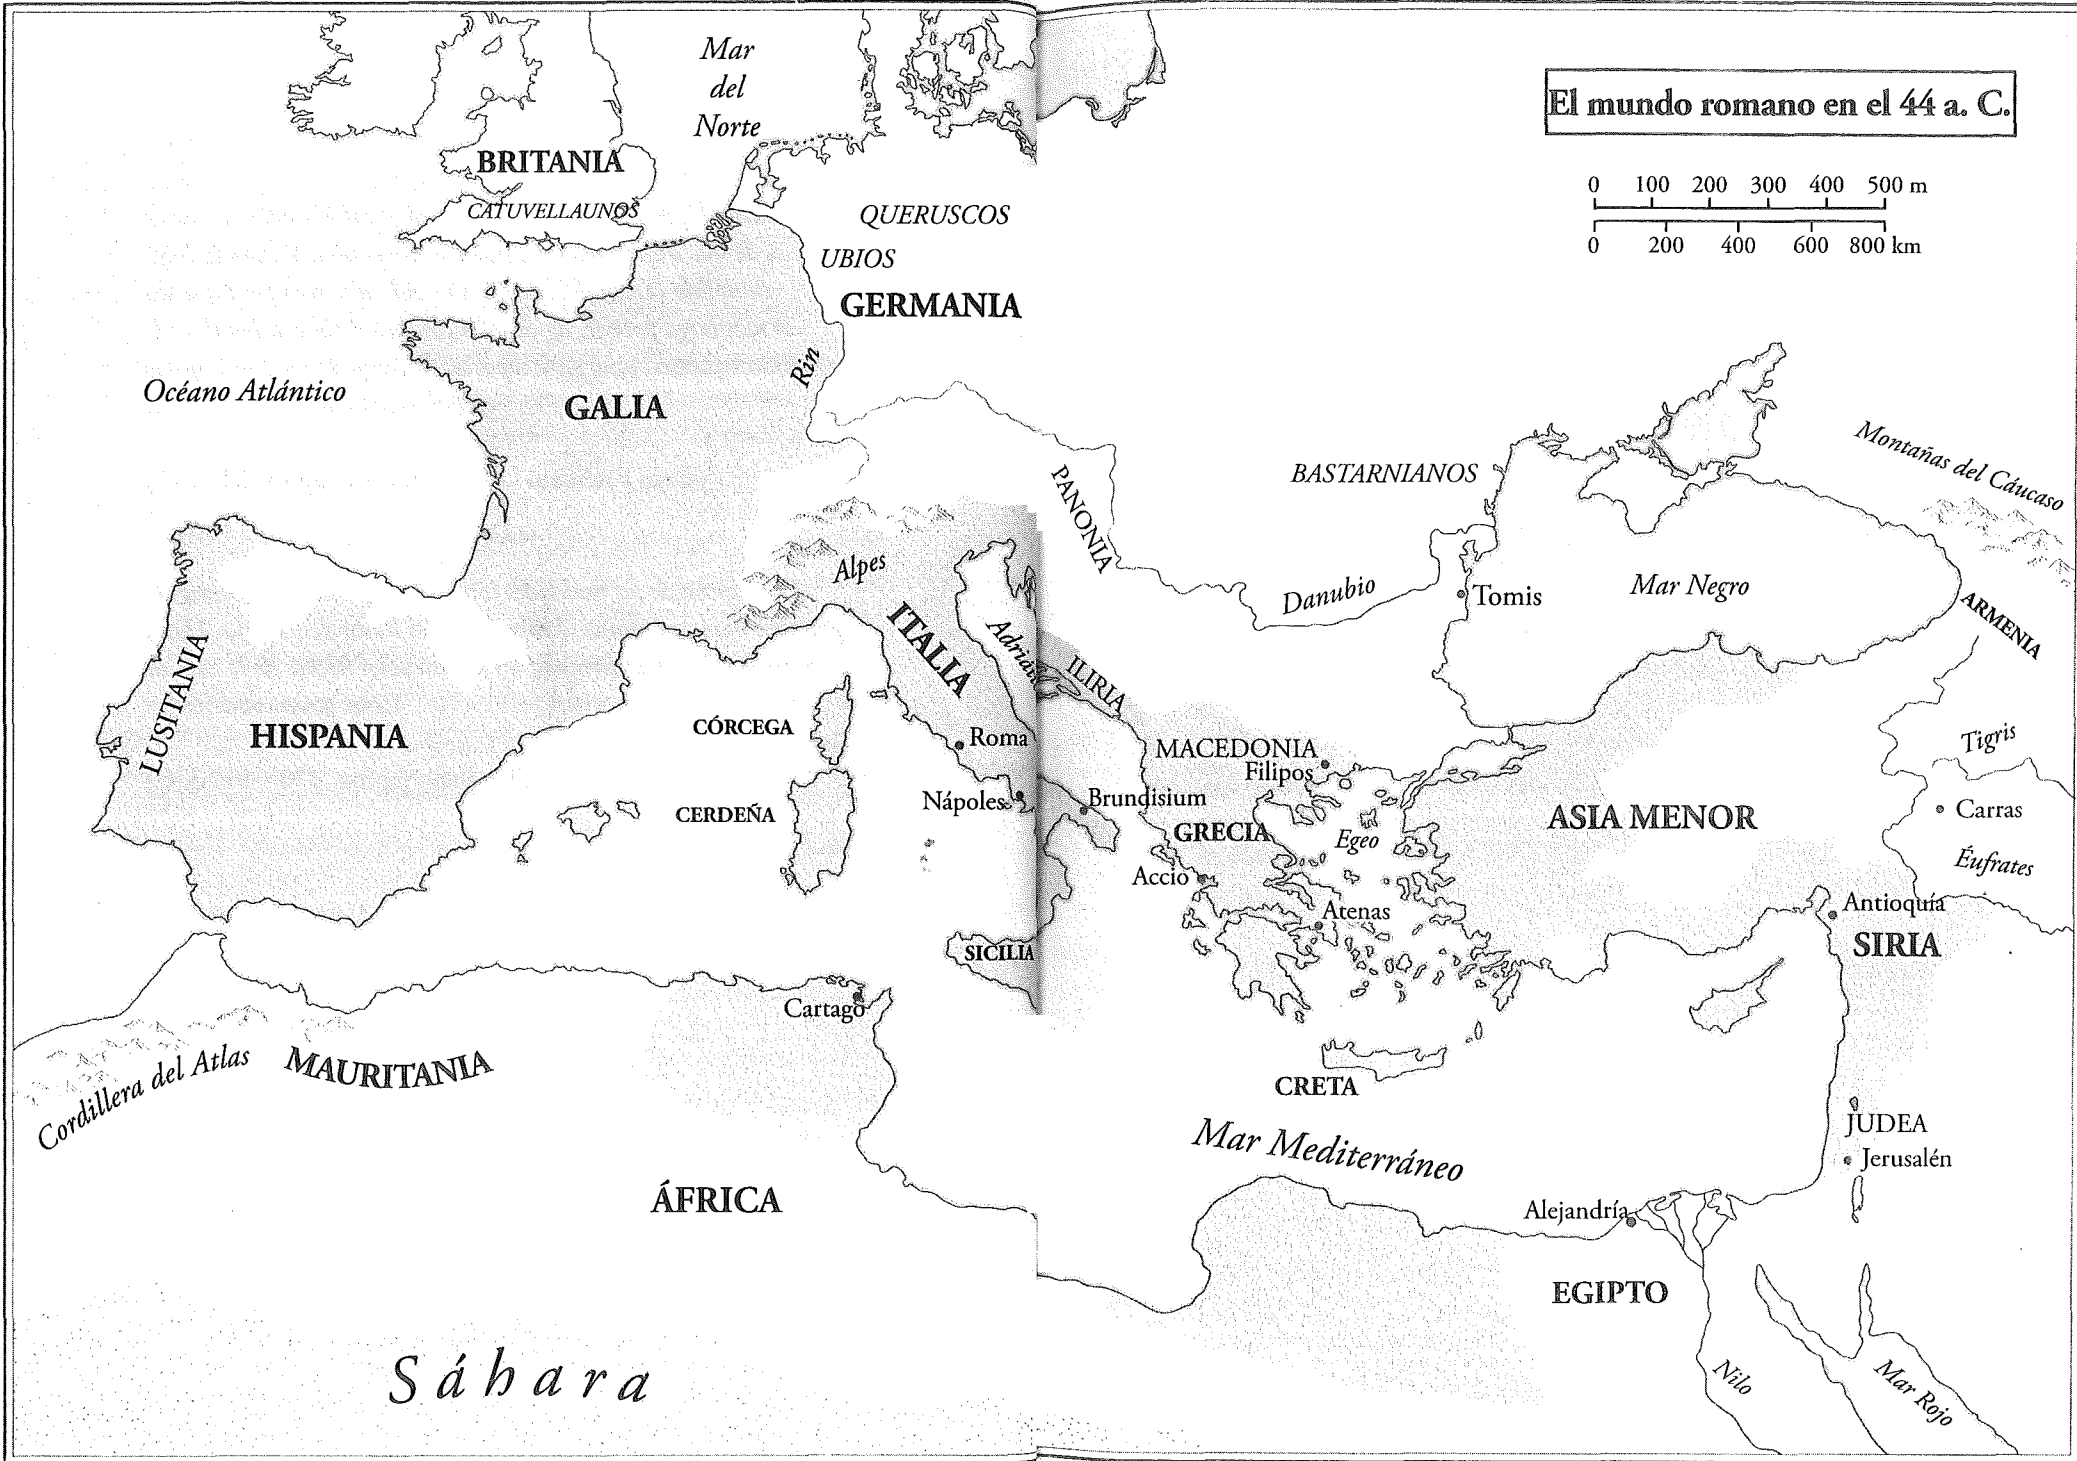 El mundo romano en el 44 a. C.
0 100 200 300 400 500 m
0 200 400 600 800 km
Mar
del
Norte
BRITANIA
CATUVELLAUNOS
QUERUSCOS
UBIOS
GERMANIA
Rin
Océano Atlántico
GALIA
PANONIA
BASTARNIANOS
Montañas del Cáucaso
Alpes
Danubio
Tomis
Mar Negro
ARMENIA
ITALIA
Adriát
ILIRIA
LUSITANIA
HISPANIA
CÓRCEGA
Roma
MACEDONIA
Filipos
Tigris
Nápoles
Brundisium
CERDEÑA
GRECIA
Egeo
ASIA MENOR
Carras
Éufrates
Accio
Atenas
Antioquía
SIRIA
SICILIA
Cartago
Cordillera del Atlas
MAURITANIA
CRETA
Mar Mediterráneo
JUDEA
Jerusalén
ÁFRICA
Alejandría
EGIPTO
Sáhara
Nilo
Mar Rojo